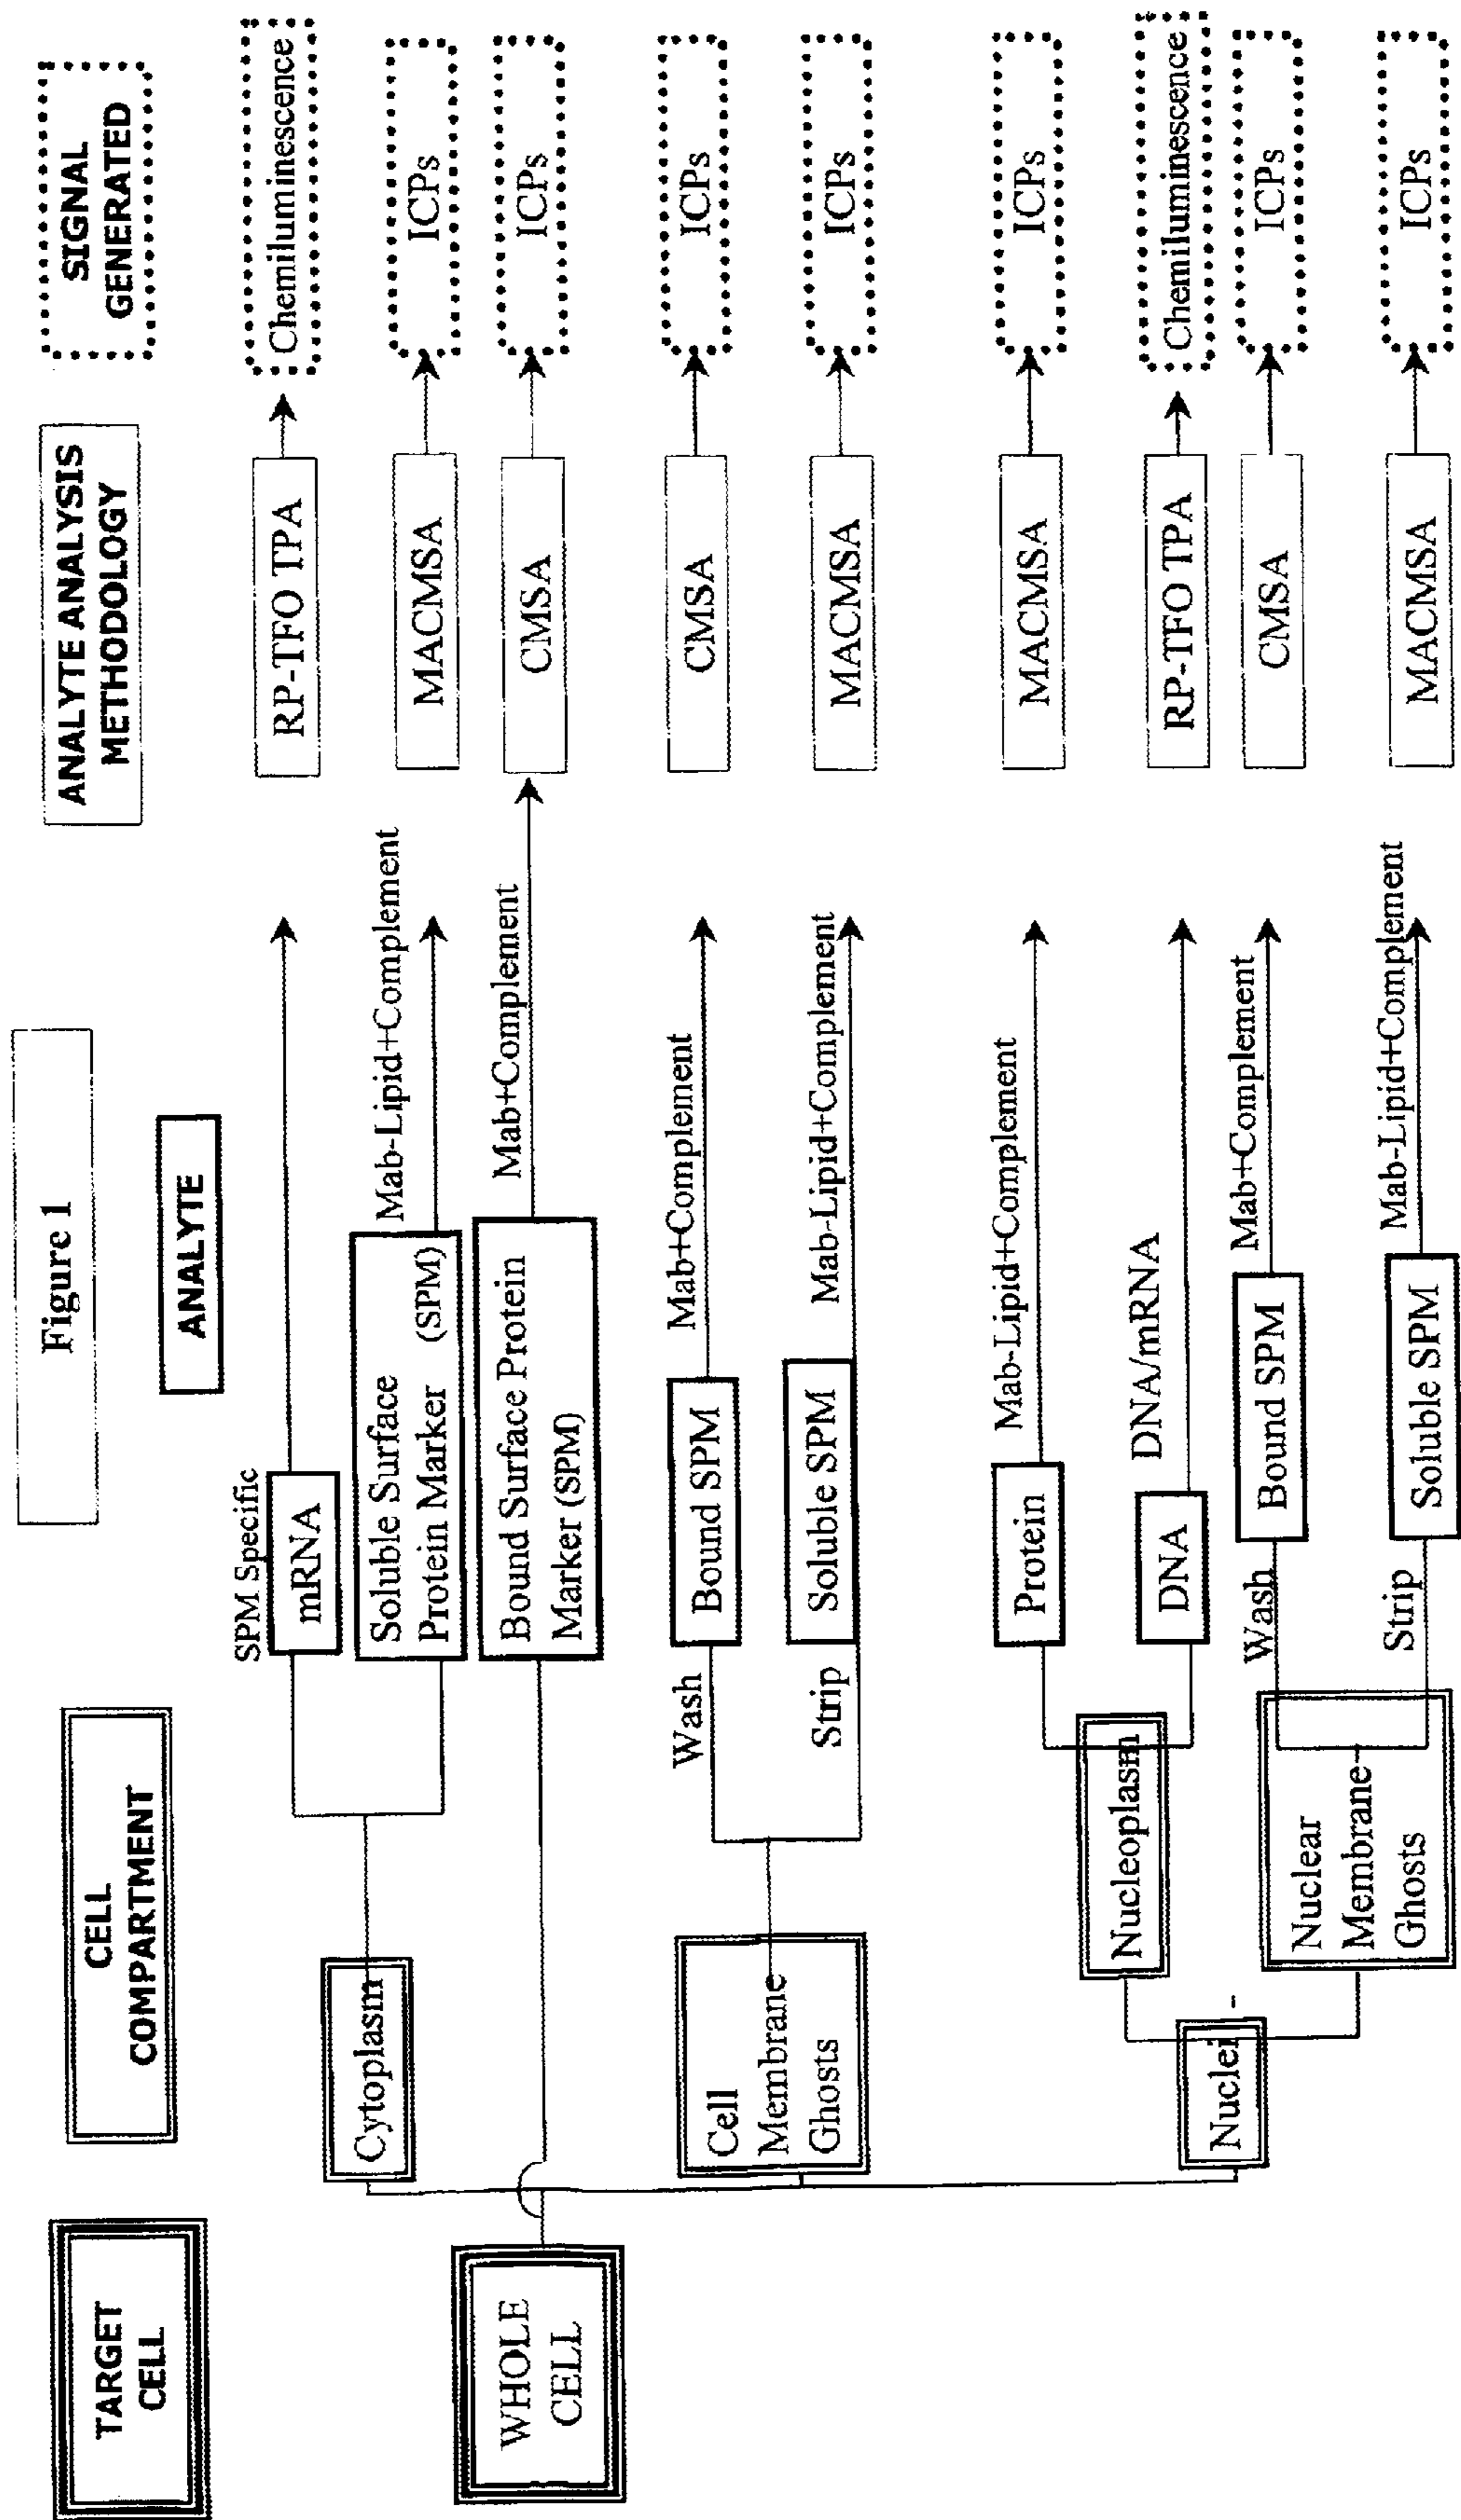 Figure 1
TARGET
CELL
CELL
COMPARTMENT
ANALYTE
ANALYTE ANALYSIS
METHODOLOGY
SIGNAL
GENERATED
WHOLE
CELL
Cytoplasm
SPM Specific
mRNA
RP-TFO TPA
Chemiluminescence
Soluble Surface
Protein Marker (SPM)
Mab-Lipid+Complement
MACMSA
ICPs
Bound Surface Protein
Marker (SPM)
Mab+Complement
CMSA
ICPs
Cell
Membrane
Ghosts
Wash
Bound SPM
Mab+Complement
CMSA
ICPs
Strip
Soluble SPM
Mab-Lipid+Complement
MACMSA
ICPs
Nuclei
Nucleoplasm
Protein
Mab-Lipid+Complement
MACMSA
ICPs
DNA
DNA/mRNA
RP-TFO TPA
Chemiluminescence
Nuclear
Membrane
Ghosts
Wash
Bound SPM
Mab+Complement
CMSA
ICPs
Strip
Soluble SPM
Mab-Lipid+Complement
MACMSA
ICPs